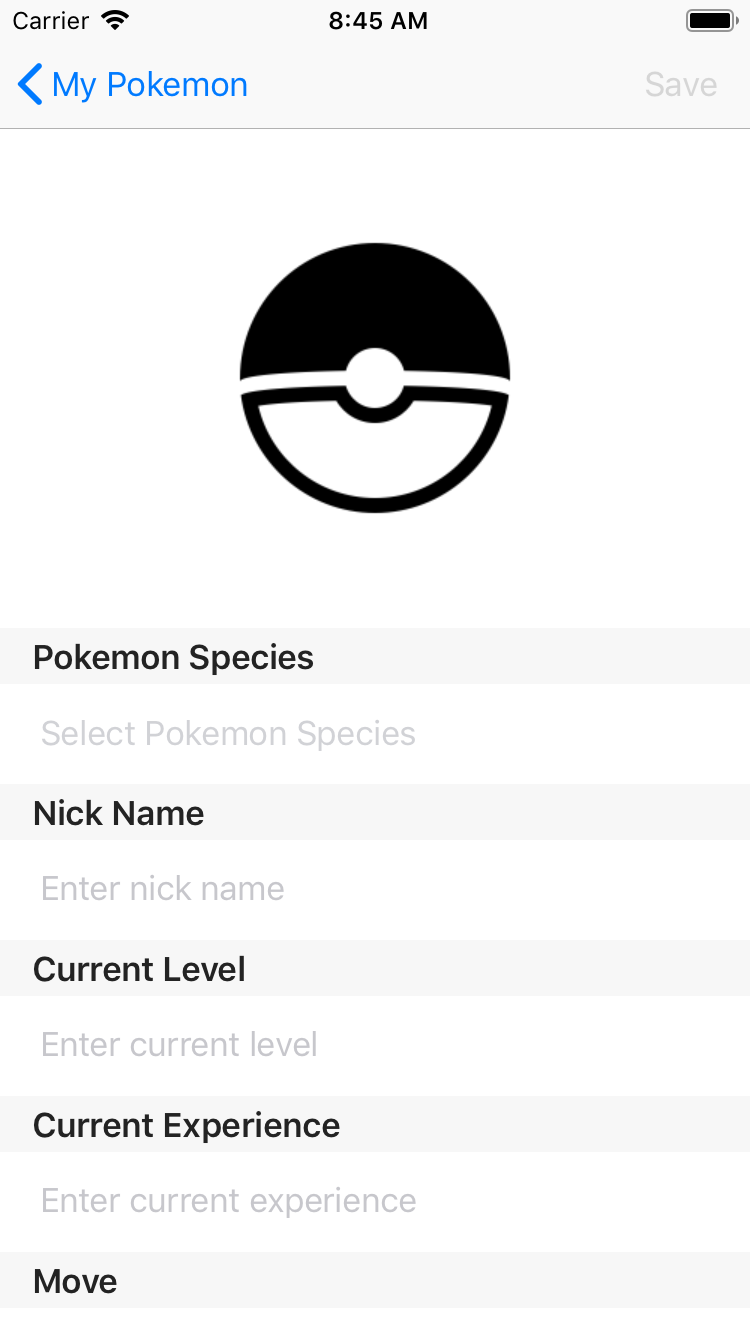 Carrier 8:45 AM
My Pokemon Save
Pokemon Species
Select Pokemon Species
Nick Name
Enter nick name
Current Level
Enter current level
Current Experience
Enter current experience
Move